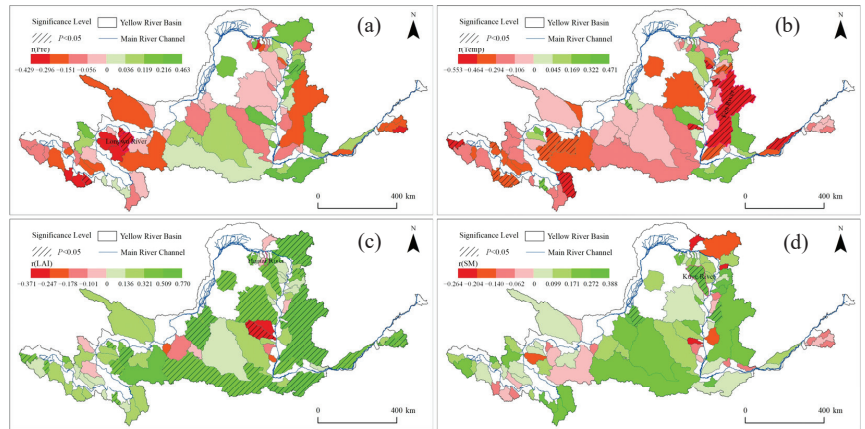 (a)
Significance Level
Yellow River Basin
P<0.05
Main River Channel
r(Pre)
−0.429 −0.296 −0.151 −0.056 0 0.036 0.119 0.216 0.463
N
0 400 km
(b)
Significance Level
Yellow River Basin
P<0.05
Main River Channel
r(Temp)
−0.553 −0.464 −0.294 −0.106 0 0.045 0.166 0.322 0.471
N
0 400 km
(c)
Significance Level
Yellow River Basin
P<0.05
Main River Channel
r(LAI)
−0.371 −0.247 −0.178 −0.101 0 0.136 0.321 0.509 0.770
N
0 400 km
(d)
Significance Level
Yellow River Basin
P<0.05
Main River Channel
r(SM)
−0.264 −0.204 −0.140 −0.062 0 0.099 0.171 0.272 0.388
N
0 400 km